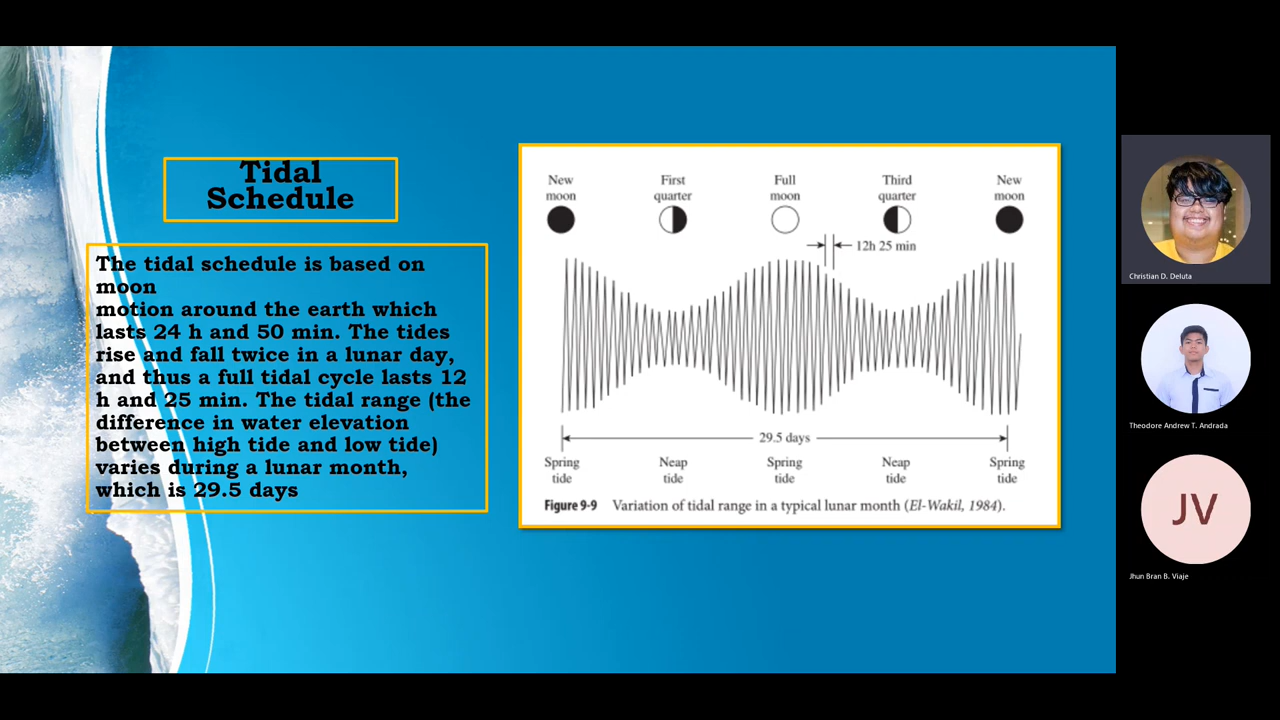 Tidal
Schedule
The tidal schedule is based on
moon
motion around the earth which
lasts 24 h and 50 min. The tides
rise and fall twice in a lunar day,
and thus a full tidal cycle lasts 12
h and 25 min. The tidal range (the
difference in water elevation
between high tide and low tide)
varies during a lunar month,
which is 29.5 days
New
moon
First
quarter
Full
moon
Third
quarter
New
moon
12h 25 min
29.5 days
Spring
tide
Neap
tide
Spring
tide
Neap
tide
Spring
tide
Figure 9-9 Variation of tidal range in a typical lunar month (El-Wakil, 1984).
Christian D. Deluta
Theodore Andrew T. Andrada
JV
Jhun Bran B. Viaje